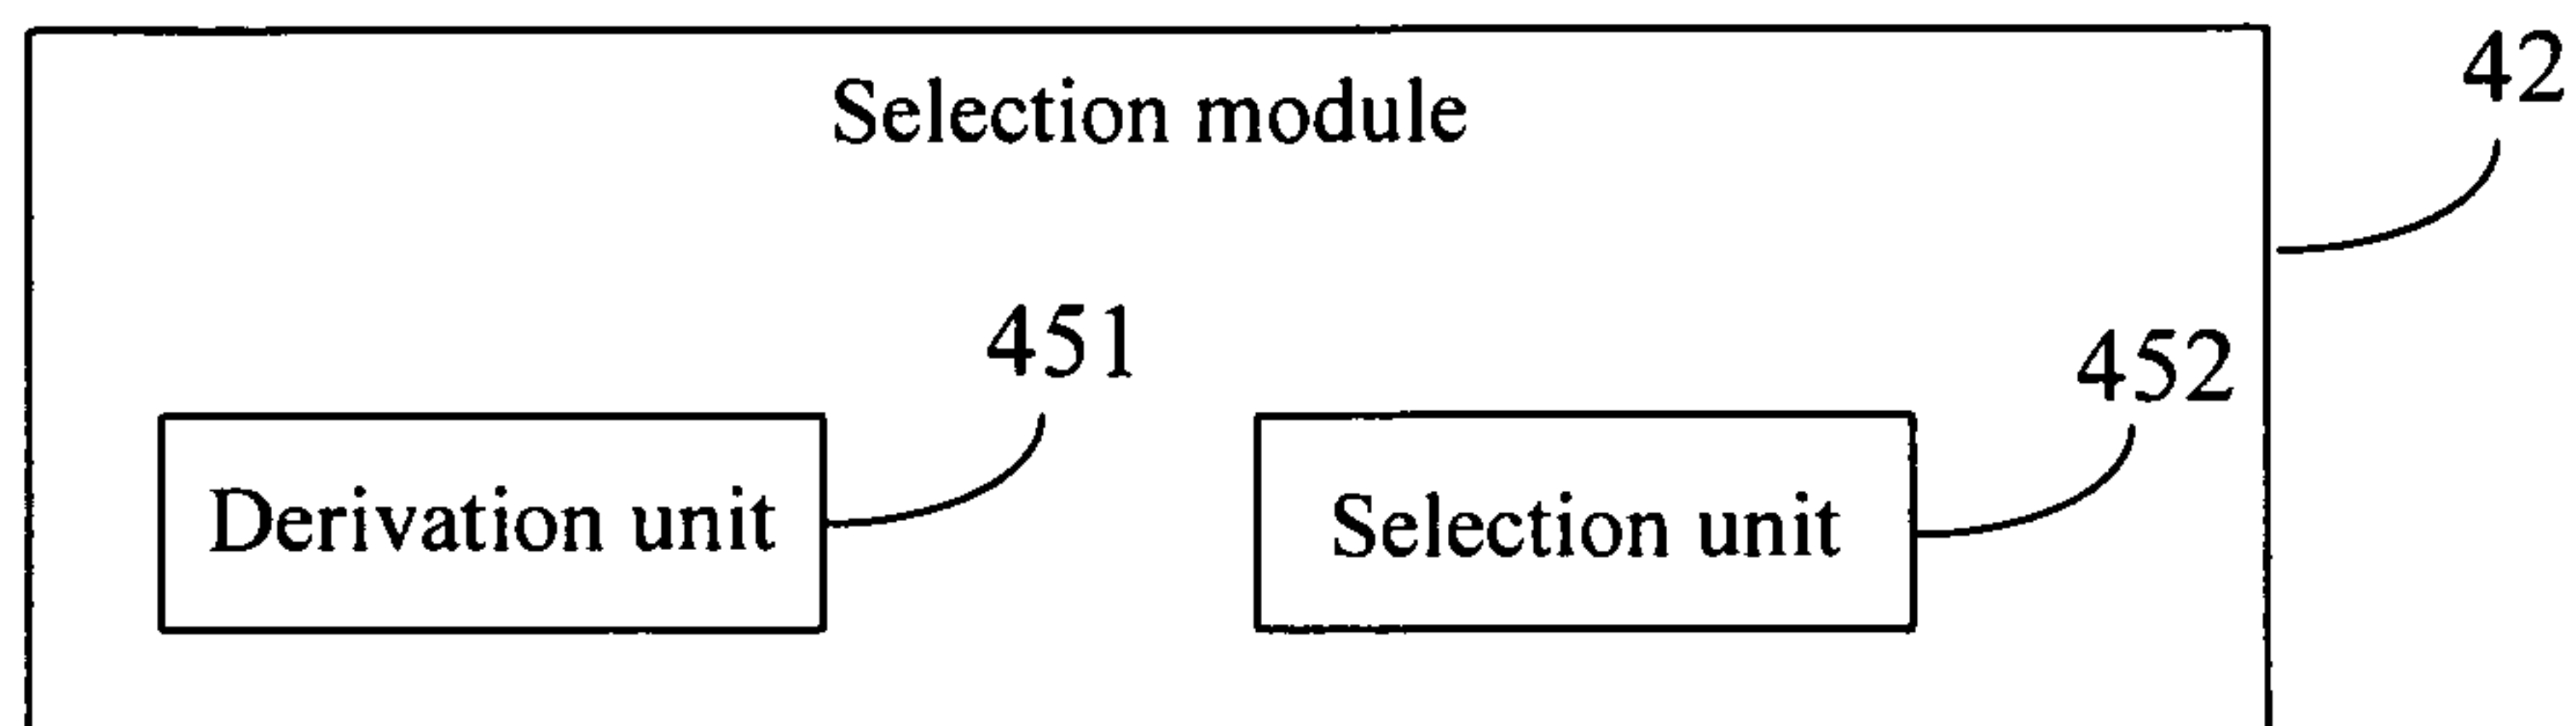 Selection module
42
451
452
Derivation unit
Selection unit